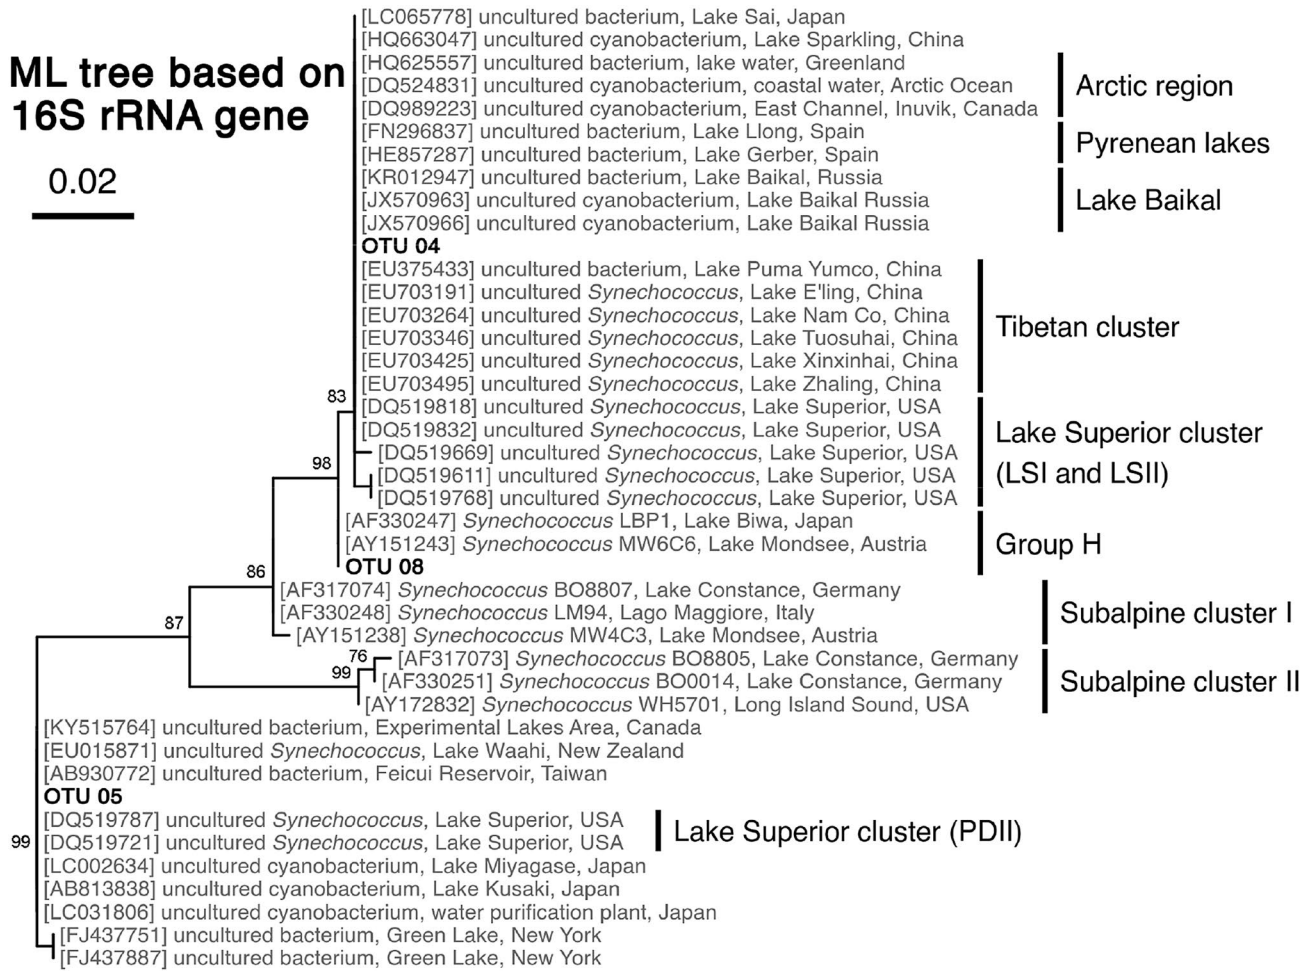 ML tree based on
16S rRNA gene
0.02
[LC065778] uncultured bacterium, Lake Sai, Japan
[HQ663047] uncultured cyanobacterium, Lake Sparkling, China
[HQ625557] uncultured bacterium, lake water, Greenland
[DQ524831] uncultured cyanobacterium, coastal water, Arctic Ocean
[DQ989223] uncultured cyanobacterium, East Channel, Inuvik, Canada
Arctic region
[FN296837] uncultured bacterium, Lake Llong, Spain
[HE857287] uncultured bacterium, Lake Gerber, Spain
Pyrenean lakes
[KR012947] uncultured bacterium, Lake Baikal, Russia
[JX570963] uncultured cyanobacterium, Lake Baikal Russia
[JX570966] uncultured cyanobacterium, Lake Baikal Russia
Lake Baikal
OTU 04
[EU375433] uncultured bacterium, Lake Puma Yumco, China
[EU703191] uncultured Synechococcus, Lake E'ling, China
[EU703264] uncultured Synechococcus, Lake Nam Co, China
[EU703346] uncultured Synechococcus, Lake Tuosuhai, China
[EU703425] uncultured Synechococcus, Lake Xinxinhai, China
[EU703495] uncultured Synechococcus, Lake Zhaling, China
Tibetan cluster
83
[DQ519818] uncultured Synechococcus, Lake Superior, USA
[DQ519832] uncultured Synechococcus, Lake Superior, USA
[DQ519669] uncultured Synechococcus, Lake Superior, USA
[DQ519611] uncultured Synechococcus, Lake Superior, USA
[DQ519768] uncultured Synechococcus, Lake Superior, USA
Lake Superior cluster
(LSI and LSII)
98
[AF330247] Synechococcus LBP1, Lake Biwa, Japan
[AY151243] Synechococcus MW6C6, Lake Mondsee, Austria
Group H
OTU 08
86
[AF317074] Synechococcus BO8807, Lake Constance, Germany
[AF330248] Synechococcus LM94, Lago Maggiore, Italy
[AY151238] Synechococcus MW4C3, Lake Mondsee, Austria
Subalpine cluster I
87
76
99
[AF317073] Synechococcus BO8805, Lake Constance, Germany
[AF330251] Synechococcus BO0014, Lake Constance, Germany
[AY172832] Synechococcus WH5701, Long Island Sound, USA
Subalpine cluster II
[KY515764] uncultured bacterium, Experimental Lakes Area, Canada
[EU015871] uncultured Synechococcus, Lake Waahi, New Zealand
[AB930772] uncultured bacterium, Feicui Reservoir, Taiwan
OTU 05
[DQ519787] uncultured Synechococcus, Lake Superior, USA
[DQ519721] uncultured Synechococcus, Lake Superior, USA
Lake Superior cluster (PDII)
99
[LC002634] uncultured cyanobacterium, Lake Miyagase, Japan
[AB813838] uncultured cyanobacterium, Lake Kusaki, Japan
[LC031806] uncultured cyanobacterium, water purification plant, Japan
[FJ437751] uncultured bacterium, Green Lake, New York
[FJ437887] uncultured bacterium, Green Lake, New York